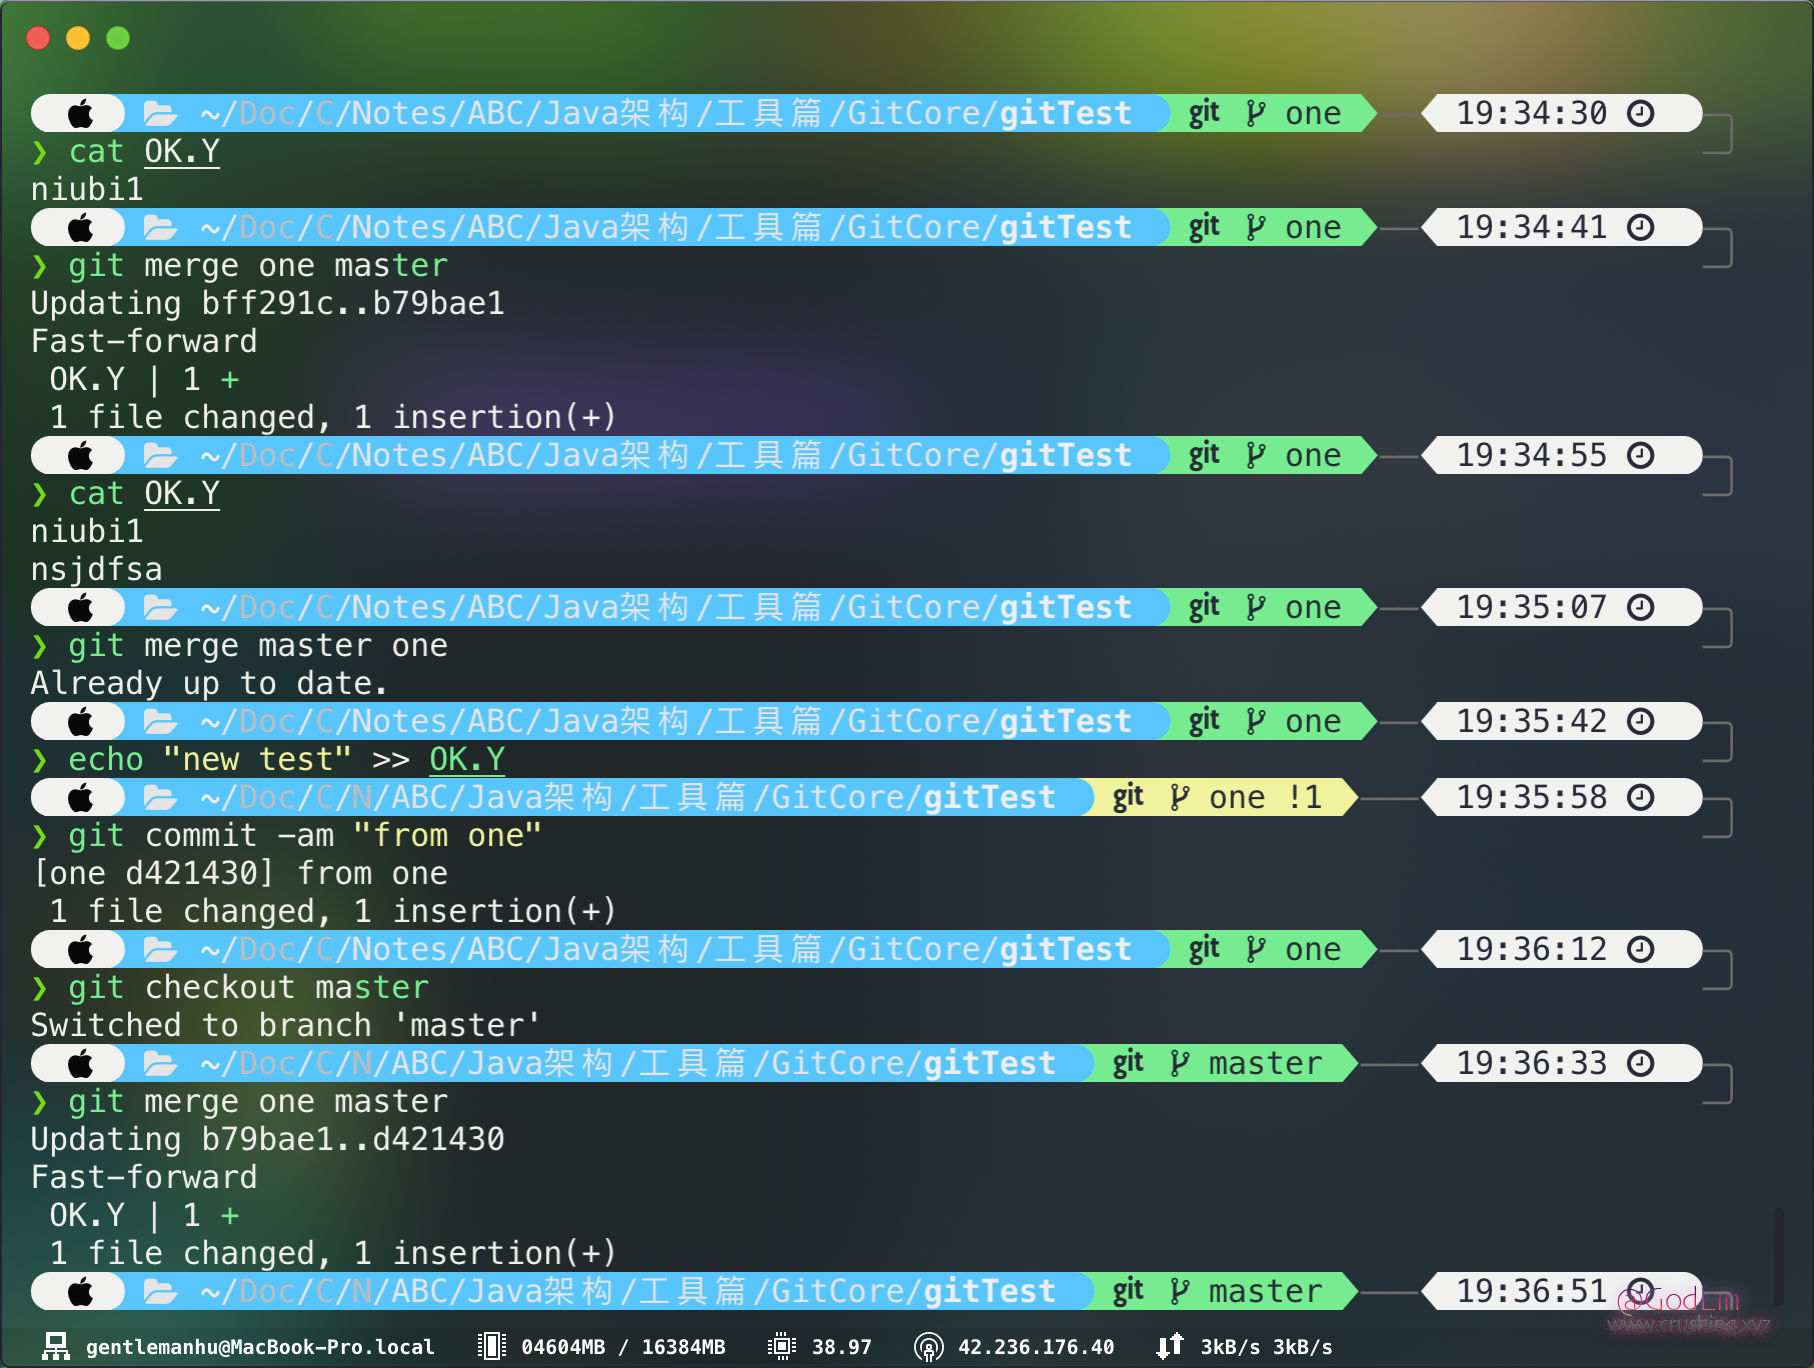 ~/Doc/C/Notes/ABC/Java架构/工具篇/GitCore/gitTest git one 19:34:30
❯ cat OK.Y
niubi1
~/Doc/C/Notes/ABC/Java架构/工具篇/GitCore/gitTest git one 19:34:41
❯ git merge one master
Updating bff291c..b79bae1
Fast-forward
 OK.Y | 1 +
 1 file changed, 1 insertion(+)
~/Doc/C/Notes/ABC/Java架构/工具篇/GitCore/gitTest git one 19:34:55
❯ cat OK.Y
niubi1
nsjdfsa
~/Doc/C/Notes/ABC/Java架构/工具篇/GitCore/gitTest git one 19:35:07
❯ git merge master one
Already up to date.
~/Doc/C/Notes/ABC/Java架构/工具篇/GitCore/gitTest git one 19:35:42
❯ echo "new test" >> OK.Y
~/Doc/C/N/ABC/Java架构/工具篇/GitCore/gitTest git one !1 19:35:58
❯ git commit -am "from one"
[one d421430] from one
 1 file changed, 1 insertion(+)
~/Doc/C/Notes/ABC/Java架构/工具篇/GitCore/gitTest git one 19:36:12
❯ git checkout master
Switched to branch 'master'
~/Doc/C/N/ABC/Java架构/工具篇/GitCore/gitTest git master 19:36:33
❯ git merge one master
Updating b79bae1..d421430
Fast-forward
 OK.Y | 1 +
 1 file changed, 1 insertion(+)
~/Doc/C/N/ABC/Java架构/工具篇/GitCore/gitTest git master 19:36:51
@GodLin
www.crushing.xyz
gentlemanhu@MacBook-Pro.local 04604MB / 16384MB 38.97 42.236.176.40 3kB/s 3kB/s